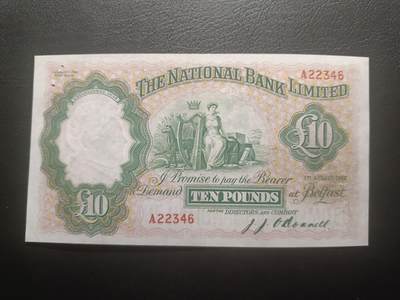 THE NATIONAL BANK LIMITED
A22346
£10
I Promise to pay the Bearer
on Demand TEN POUNDS at Belfast
£10
A22346
FOR THE DIRECTORS AND COMPANY
J. J. O'Donnell